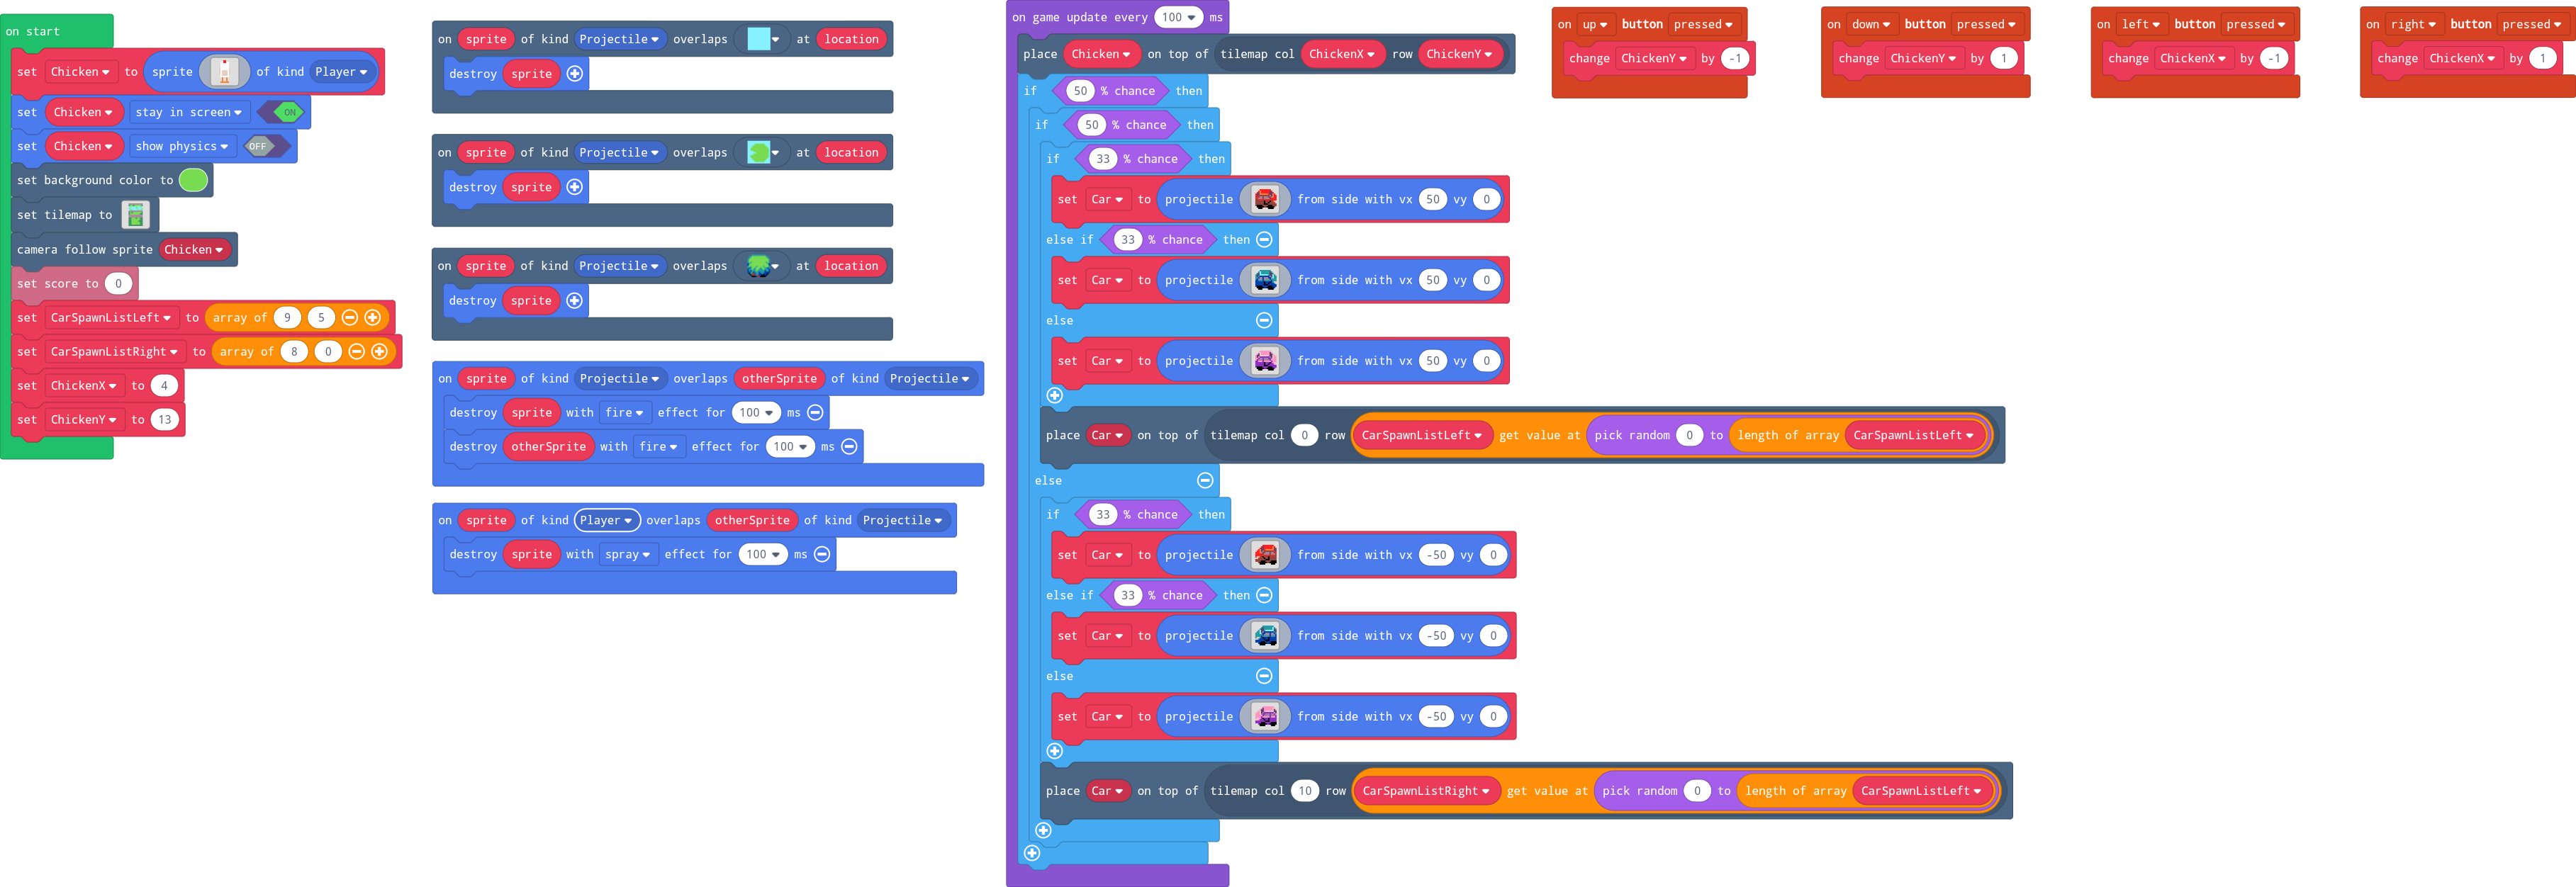 on start
set Chicken to sprite of kind Player
set Chicken stay in screen ON
set Chicken show physics OFF
set background color to
set tilemap to
camera follow sprite Chicken
set score to 0
set CarSpawnListLeft to array of 9 5
set CarSpawnListRight to array of 8 0
set ChickenX to 4
set ChickenY to 13
on sprite of kind Projectile overlaps at location
destroy sprite
on sprite of kind Projectile overlaps at location
destroy sprite
on sprite of kind Projectile overlaps at location
destroy sprite
on sprite of kind Projectile overlaps otherSprite of kind Projectile
destroy sprite with fire effect for 100 ms
destroy otherSprite with fire effect for 100 ms
on sprite of kind Player overlaps otherSprite of kind Projectile
destroy sprite with spray effect for 100 ms
on game update every 100 ms
place Chicken on top of tilemap col ChickenX row ChickenY
if 50 % chance then
if 50 % chance then
if 33 % chance then
set Car to projectile from side with vx 50 vy 0
else if 33 % chance then
set Car to projectile from side with vx 50 vy 0
else
set Car to projectile from side with vx 50 vy 0
place Car on top of tilemap col 0 row CarSpawnListLeft get value at pick random 0 to length of array CarSpawnListLeft
else
if 33 % chance then
set Car to projectile from side with vx -50 vy 0
else if 33 % chance then
set Car to projectile from side with vx -50 vy 0
else
set Car to projectile from side with vx -50 vy 0
place Car on top of tilemap col 10 row CarSpawnListRight get value at pick random 0 to length of array CarSpawnListLeft
on up button pressed
change ChickenY by -1
on down button pressed
change ChickenY by 1
on left button pressed
change ChickenX by -1
on right button pressed
change ChickenX by 1